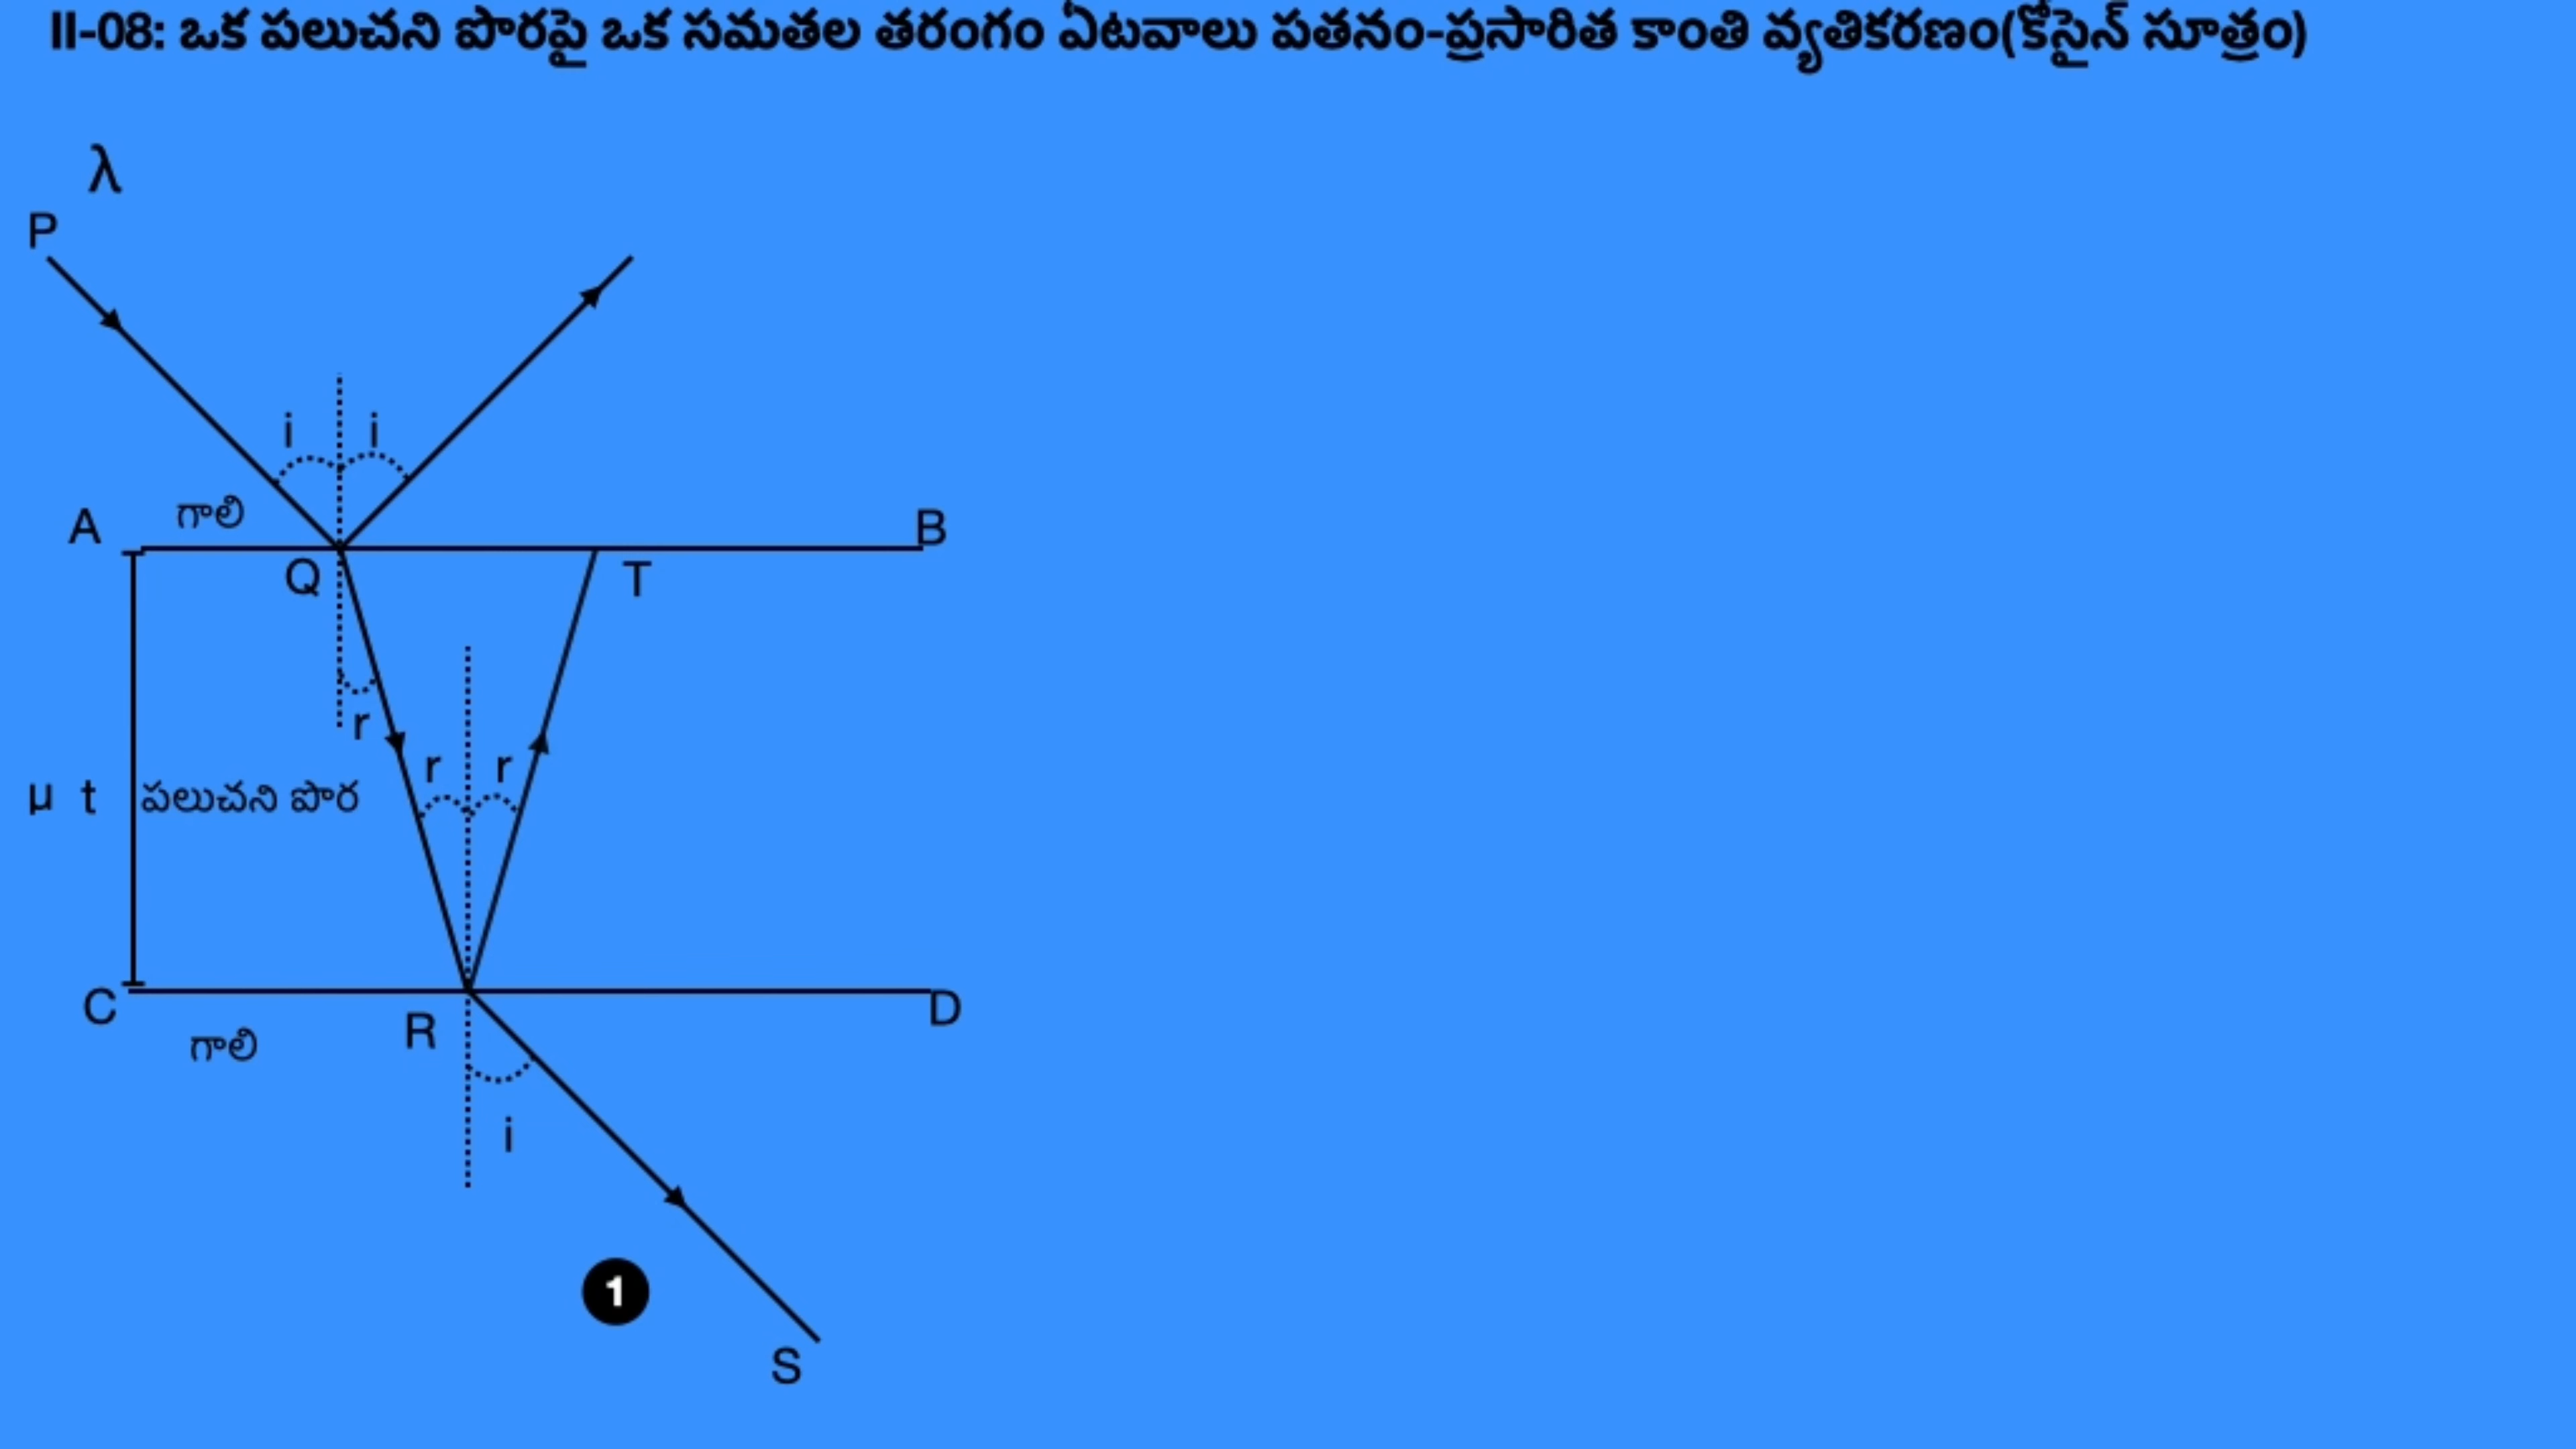 II-08: ఒక పలుచని పొరపై ఒక సమతల తరంగం ఏటవాలు పతనం-ప్రసారిత కాంతి వ్యతికరణం(కోసైన్ సూత్రం)
λ
P
i i
A గాలి B
Q T
r
r r
μ t పలుచని పొర
C D
గాలి R
i
1
S